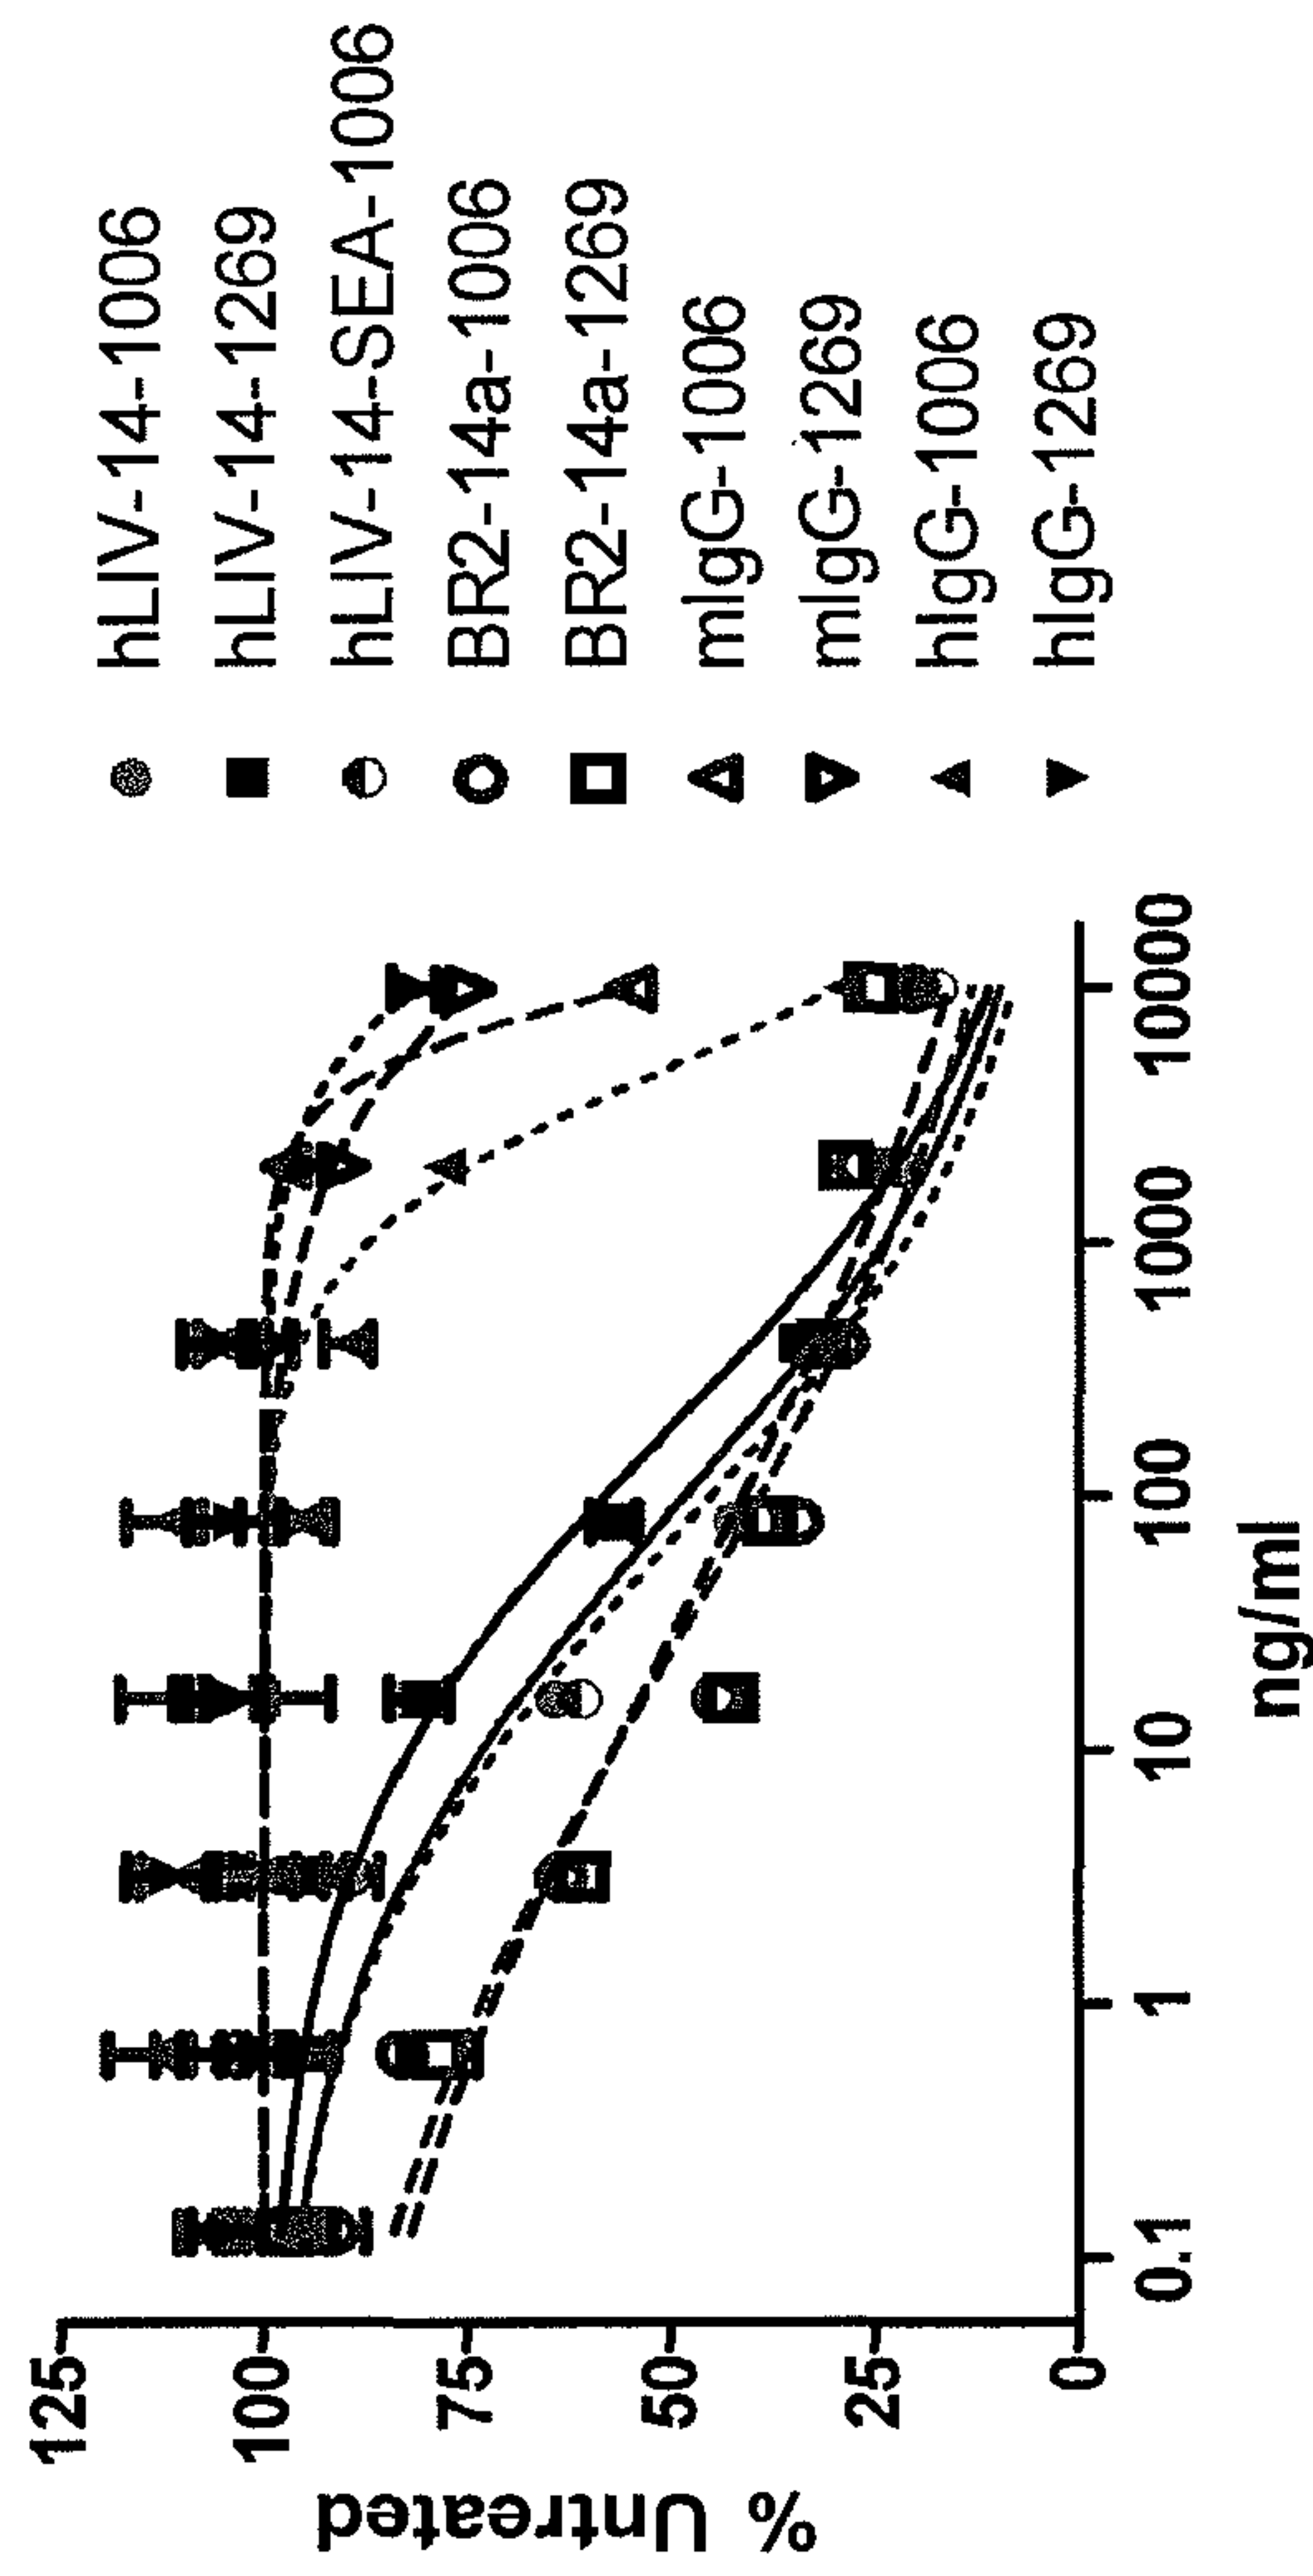 % Untreated
125
100
75
50
25
0
0.1
1
10
100
1000
10000
ng/ml
hLIV-14-1006
hLIV-14-1269
hLIV-14-SEA-1006
BR2-14a-1006
BR2-14a-1269
mIgG-1006
mIgG-1269
hIgG-1006
hIgG-1269